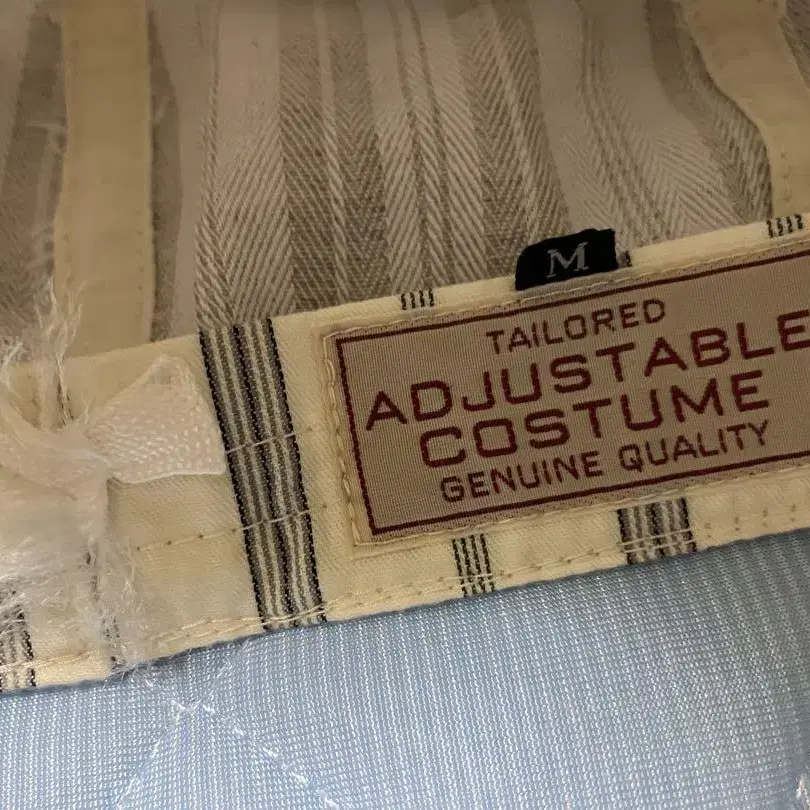 M
TAILORED
ADJUSTABLE
COSTUME
GENUINE QUALITY